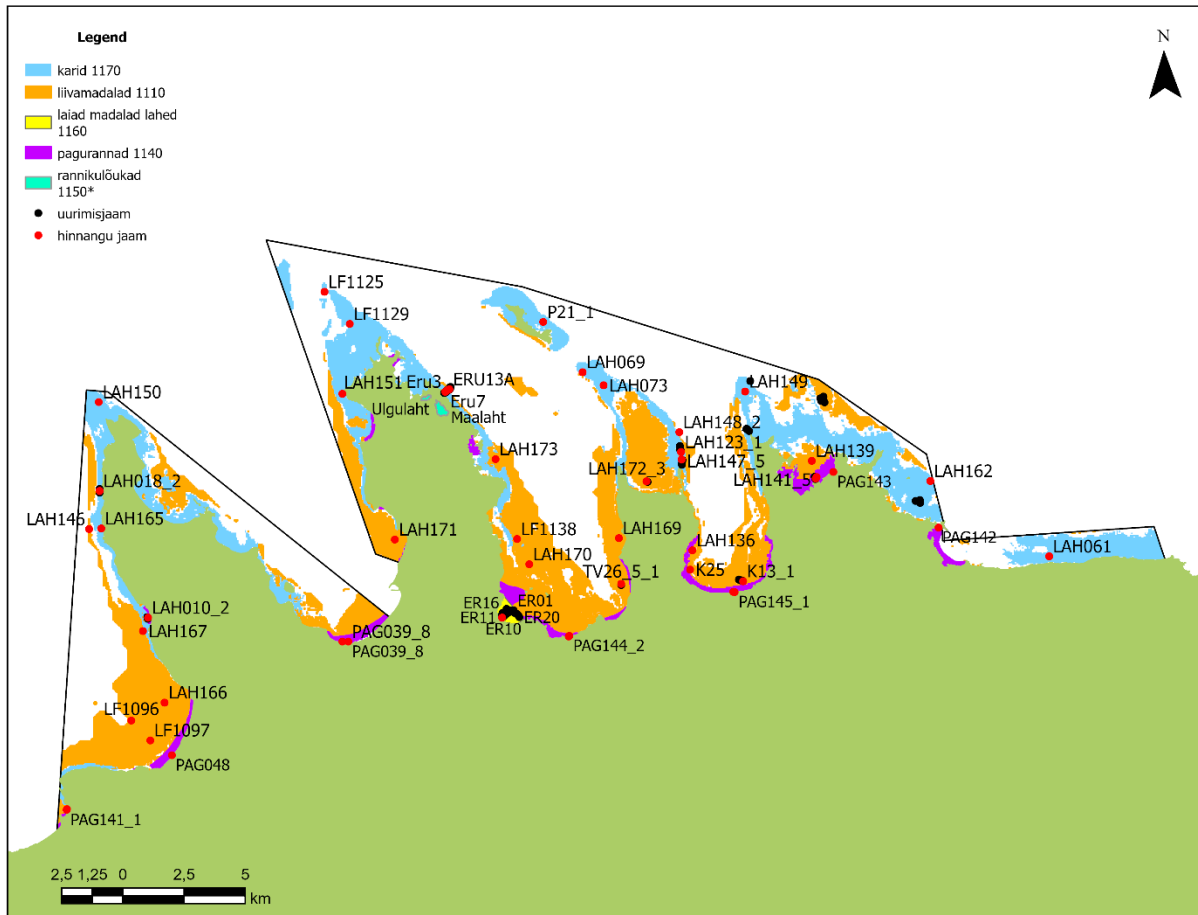 Legend
N
karid 1170
liivamadalad 1110
laiad madalad lahed
1160
pagurannad 1140
rannikulõukad
1150*
uurimisjaam
hinnangu jaam
LF1125
LF1129
P21_1
LAH069
LAH073
LAH149
LAH151
Eru3
ERU13A
Eru7
Ulgulaht
Maalaht
LAH150
LAH148_2
LAH123_1
LAH147_5
LAH173
LAH172_3
LAH139
LAH141_5
PAG143
LAH162
LAH018_2
LAH146
LAH165
LAH171
LF1138
LAH169
LAH170
LAH136
PAG142
LAH061
TV26_5_1
K25
K13_1
PAG145_1
LAH010_2
LAH167
ER16
ER01
ER11
ER20
ER10
PAG144_2
PAG039_8
PAG039_8
LAH166
LF1096
LF1097
PAG048
PAG141_1
2,5 1,25 0 2,5 5
km